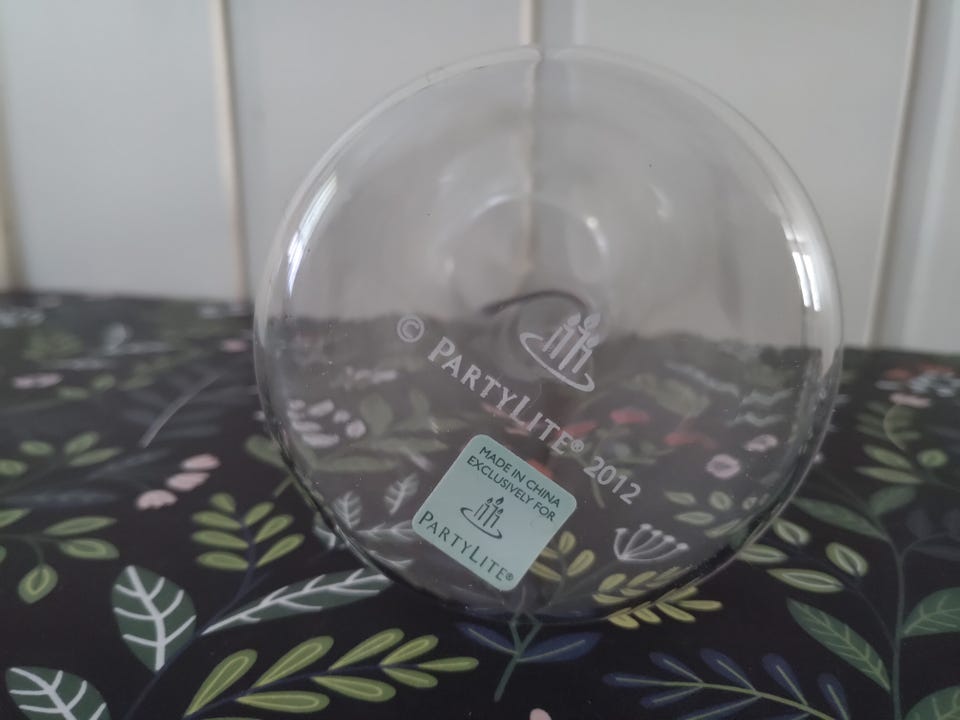 © PARTYLITE® 2012
MADE IN CHINA
EXCLUSIVELY FOR
PARTYLITE®